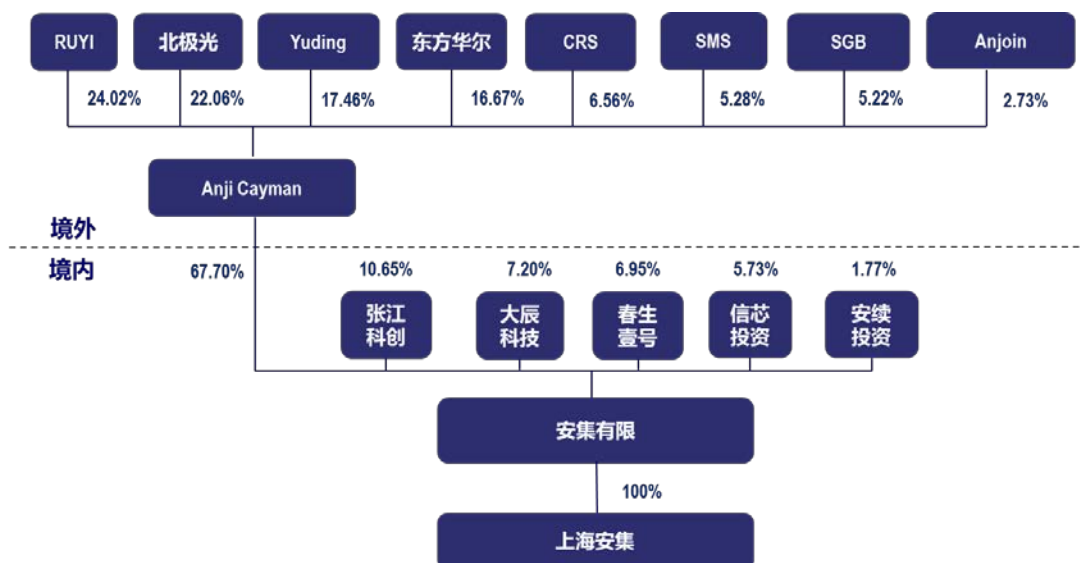 RUYI
北极光
Yuding
东方华尔
CRS
SMS
SGB
Anjoin
24.02%
22.06%
17.46%
16.67%
6.56%
5.28%
5.22%
2.73%
Anji Cayman
境外
境内
67.70%
10.65%
7.20%
6.95%
5.73%
1.77%
张江
科创
大辰
科技
春生
壹号
信芯
投资
安续
投资
安集有限
100%
上海安集